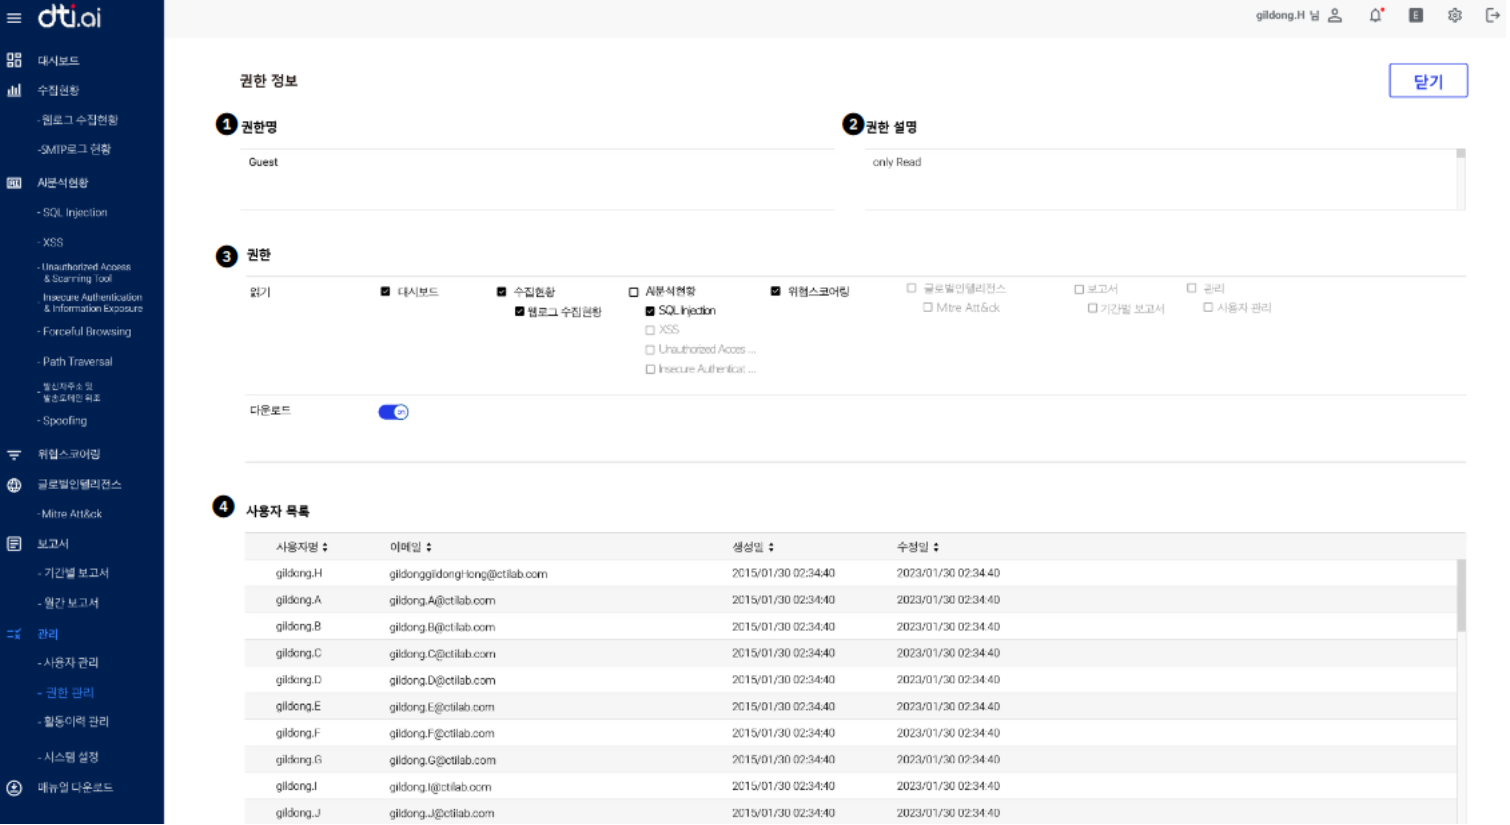 dti.ai
대시보드
수집현황
- 웹로그 수집현황
-SMTP로그 현황
AI분석현황
- SQL Injection
- XSS
- Unauthorized Access
& Scanning Tool
- Insecure Authentication
& Information Exposure
- Forceful Browsing
- Path Traversal
- 발신자주소 및
발송도메인 위조
- Spoofing
위협스코어링
글로벌인텔리전스
- Mitre Att&ck
보고서
- 기간별 보고서
- 월간 보고서
관리
- 사용자 관리
- 권한 관리
- 활동이력 관리
- 시스템 설정
매뉴얼 다운로드
gildong.H 님
E
권한 정보
닫기
1 권한명
Guest
2 권한 설명
only Read
3 권한
읽기
대시보드
수집현황
웹로그 수집현황
AI분석현황
SQL Injection
XSS
Unauthorized Acces ...
Insecure Authenticat ...
위협스코어링
글로벌인텔리전스
Mitre Att&ck
보고서
기간별 보고서
관리
사용자 관리
다운로드
on
4 사용자 목록
사용자명 이메일 생성일 수정일
gildong.H gildonggildongHong@ctilab.com 2015/01/30 02:34:40 2023/01/30 02:34:40
gildong.A gildong.A@ctilab.com 2015/01/30 02:34:40 2023/01/30 02:34:40
gildong.B gildong.B@ctilab.com 2015/01/30 02:34:40 2023/01/30 02:34:40
gildong.C gildong.C@ctilab.com 2015/01/30 02:34:40 2023/01/30 02:34:40
gildong.D gildong.D@ctilab.com 2015/01/30 02:34:40 2023/01/30 02:34:40
gildong.E gildong.E@ctilab.com 2015/01/30 02:34:40 2023/01/30 02:34:40
gildong.F gildong.F@ctilab.com 2015/01/30 02:34:40 2023/01/30 02:34:40
gildong.G gildong.G@ctilab.com 2015/01/30 02:34:40 2023/01/30 02:34:40
gildong.I gildong.I@ctilab.com 2015/01/30 02:34:40 2023/01/30 02:34:40
gildong.J gildong.J@ctilab.com 2015/01/30 02:34:40 2023/01/30 02:34:40